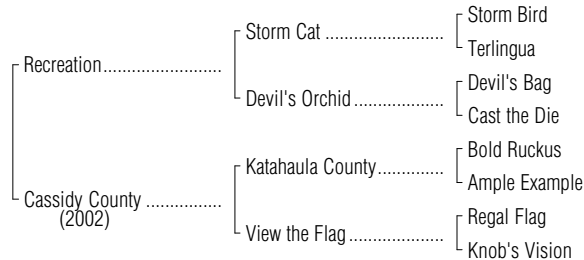 Storm Bird
Storm Cat ........................
Terlingua
Recreation........................
Devil's Bag
Devil's Orchid ..................
Cast the Die
Bold Ruckus
Katahaula County..............
Ample Example
Cassidy County ...............
(2002)
Regal Flag
View the Flag...................
Knob's Vision